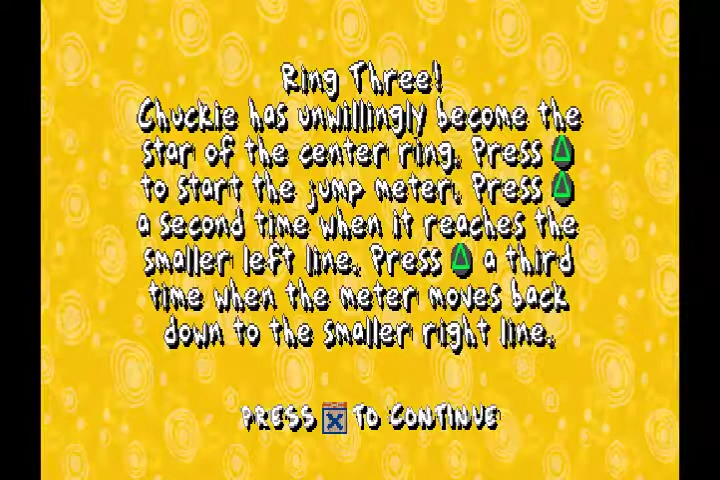 Ring Three!
Chuckie has unwillingly become the
star of the center ring. Press △
to start the jump meter. Press △
a second time when it reaches the
smaller left line. Press △ a third
time when the meter moves back
down to the smaller right line.
PRESS X TO CONTINUE